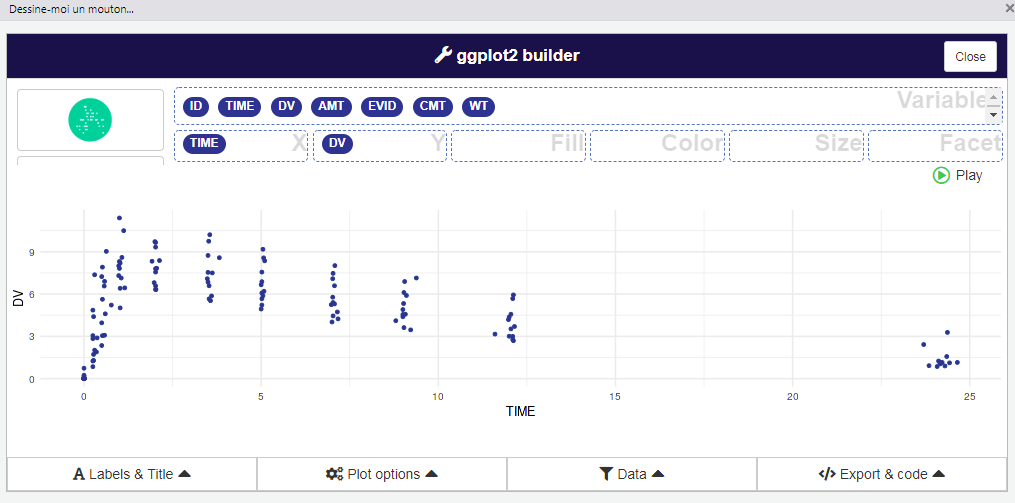 Dessine-moi un mouton...
ggplot2 builder
Close
ID TIME DV AMT EVID CMT WT Variable
TIME X DV Y Fill Color Size Facet
Play
9
6
3
0
DV
0 5 10 15 20 25
TIME
Labels & Title Plot options Data </> Export & code